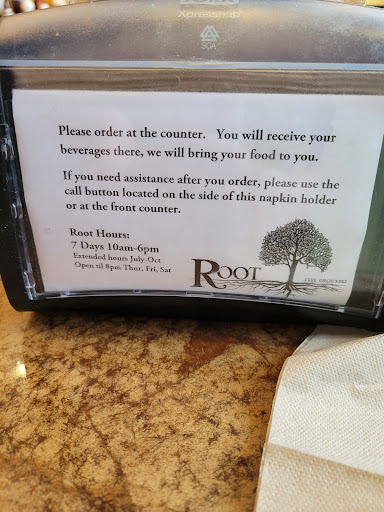 Xpressnap
SCA
Please order at the counter. You will receive your
beverages there, we will bring your food to you.
If you need assistance after you order, please use the
call button located on the side of this napkin holder
or at the front counter.
Root Hours:
7 Days 10am-6pm
Extended hours July-Oct
Open til 8pm Thur, Fri, Sat
ROOT